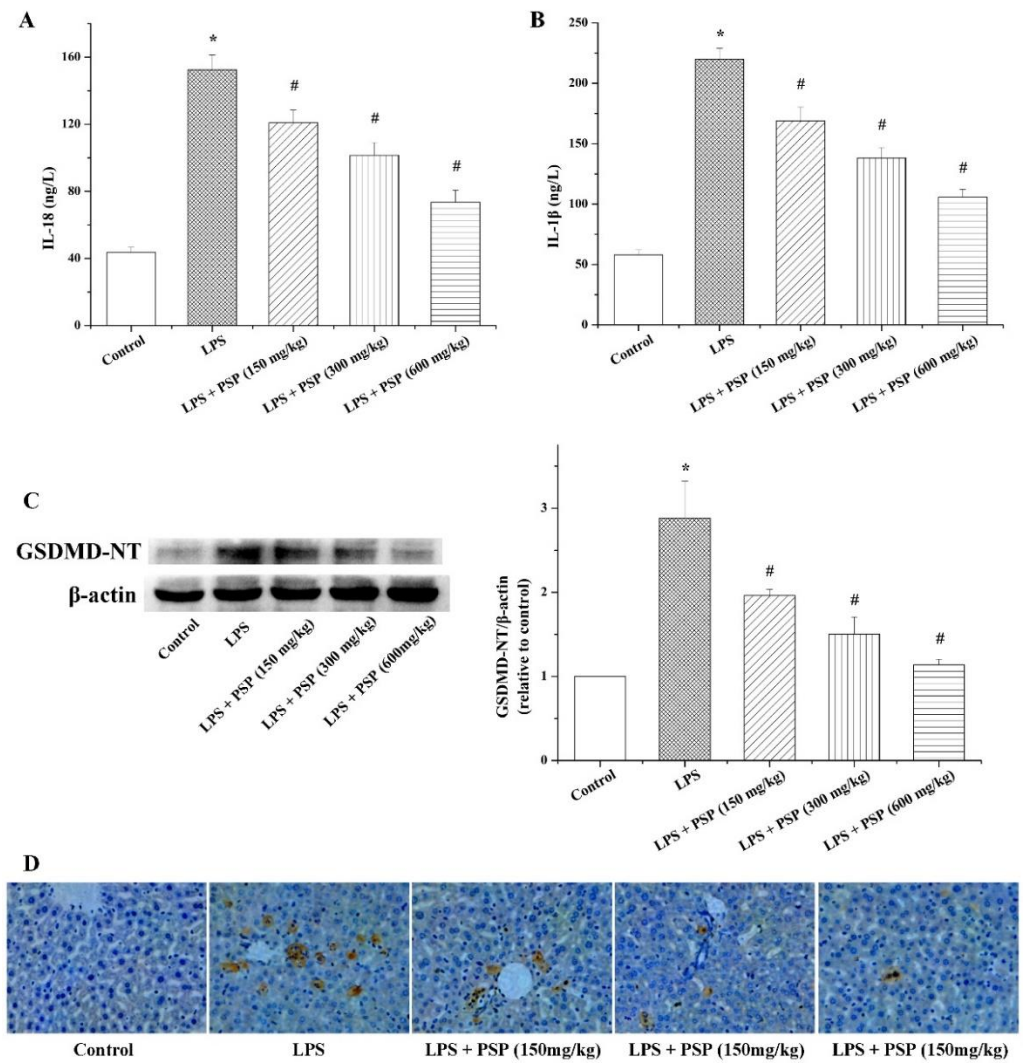 A
IL-18 (ng/L)
160
120
80
40
0
*
#
#
#
Control
LPS
LPS + PSP (150 mg/kg)
LPS + PSP (300 mg/kg)
LPS + PSP (600 mg/kg)
B
IL-1β (ng/L)
250
200
150
100
50
0
*
#
#
#
Control
LPS
LPS + PSP (150 mg/kg)
LPS + PSP (300 mg/kg)
LPS + PSP (600 mg/kg)
C
GSDMD-NT
β-actin
Control
LPS
LPS + PSP (150 mg/kg)
LPS + PSP (300 mg/kg)
LPS + PSP (600mg/kg)
GSDMD-NT/β-actin
(relative to control)
3
2
1
0
*
#
#
#
Control
LPS
LPS + PSP (150 mg/kg)
LPS + PSP (300 mg/kg)
LPS + PSP (600 mg/kg)
D
Control
LPS
LPS + PSP (150mg/kg)
LPS + PSP (150mg/kg)
LPS + PSP (150mg/kg)